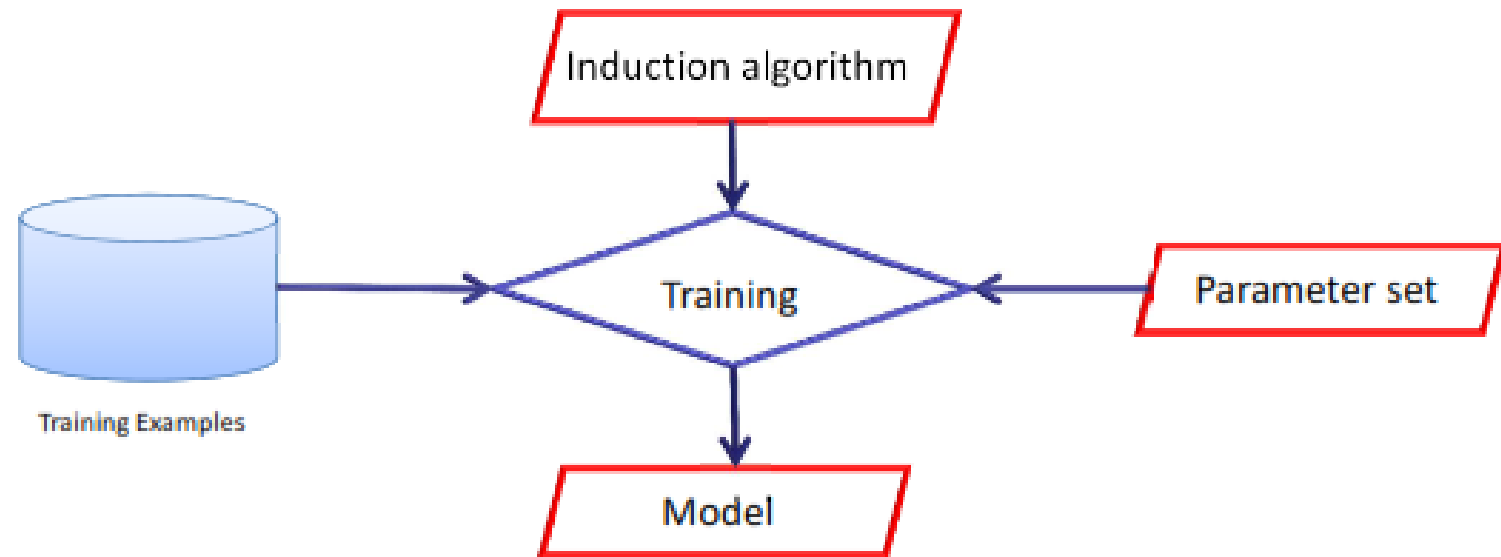 Induction algorithm
Training
Parameter set
Training Examples
Model